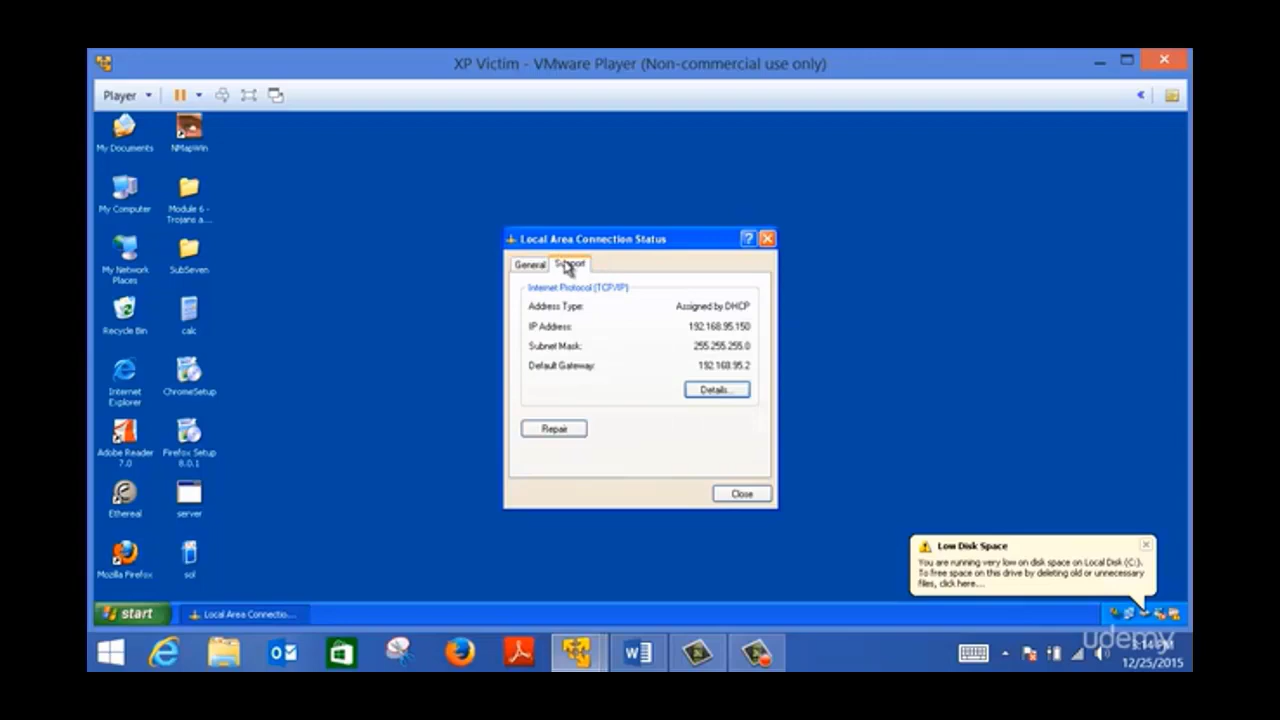 XP Victim - VMware Player (Non-commercial use only)
Player
My Documents
NMapWin
My Computer
Module 6 -
Trojans a...
My Network
Places
SubSeven
Recycle Bin
calc
Internet
Explorer
ChromeSetup
Adobe Reader
7.0
Firefox Setup
8.0.1
Ethereal
server
Mozilla Firefox
sol
Local Area Connection Status
General
Support
Internet Protocol (TCP/IP)
Address Type: Assigned by DHCP
IP Address: 192.168.95.150
Subnet Mask: 255.255.255.0
Default Gateway: 192.168.95.2
Details...
Repair
Close
Low Disk Space
You are running very low on disk space on Local Disk (C:).
To free space on this drive by deleting old or unnecessary
files, click here...
start
Local Area Connectio...
udemy
12/25/2015